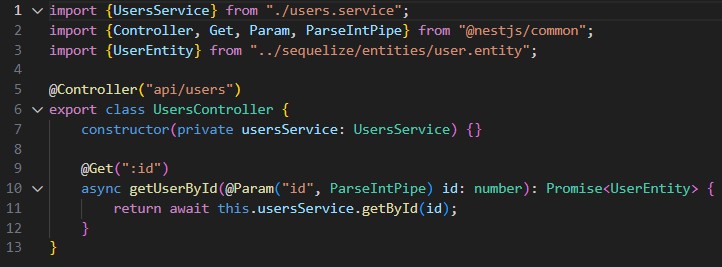 1 import {UsersService} from "./users.service";
2 import {Controller, Get, Param, ParseIntPipe} from "@nestjs/common";
3 import {UserEntity} from "../sequelize/entities/user.entity";
4
5 @Controller("api/users")
6 export class UsersController {
7     constructor(private usersService: UsersService) {}
8
9     @Get(":id")
10     async getUserById(@Param("id", ParseIntPipe) id: number): Promise<UserEntity> {
11         return await this.usersService.getById(id);
12     }
13 }